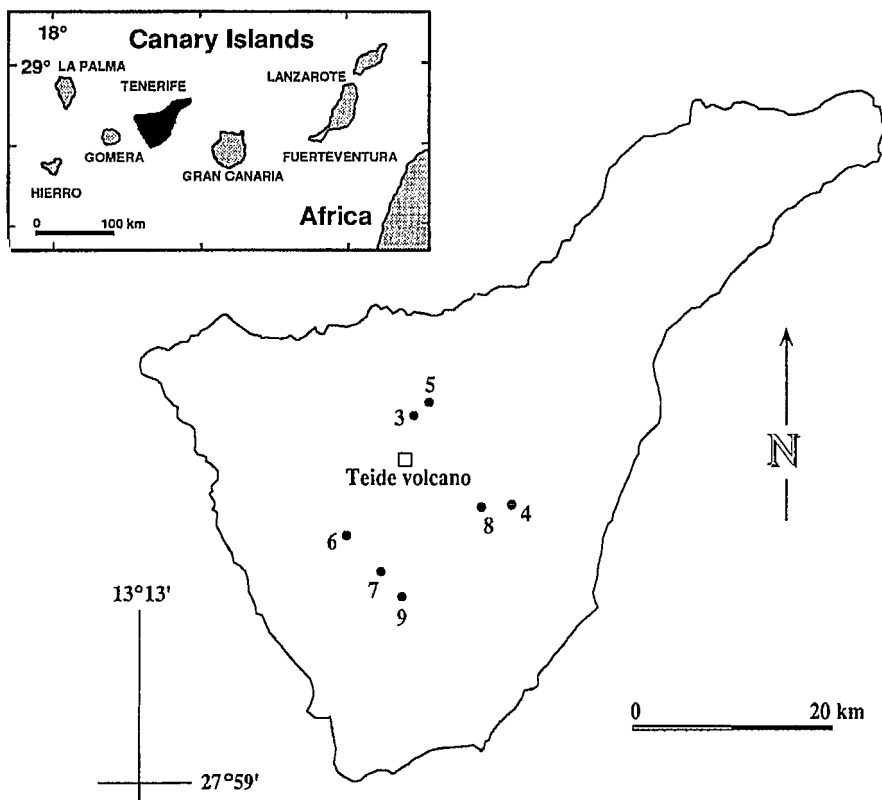 18°
Canary Islands
29°
LA PALMA
TENERIFE
LANZAROTE
GOMERA
GRAN CANARIA
FUERTEVENTURA
HIERRO
0 100 km
Africa
5
3
Teide volcano
N
8
4
6
7
9
13°13'
0 20 km
27°59'